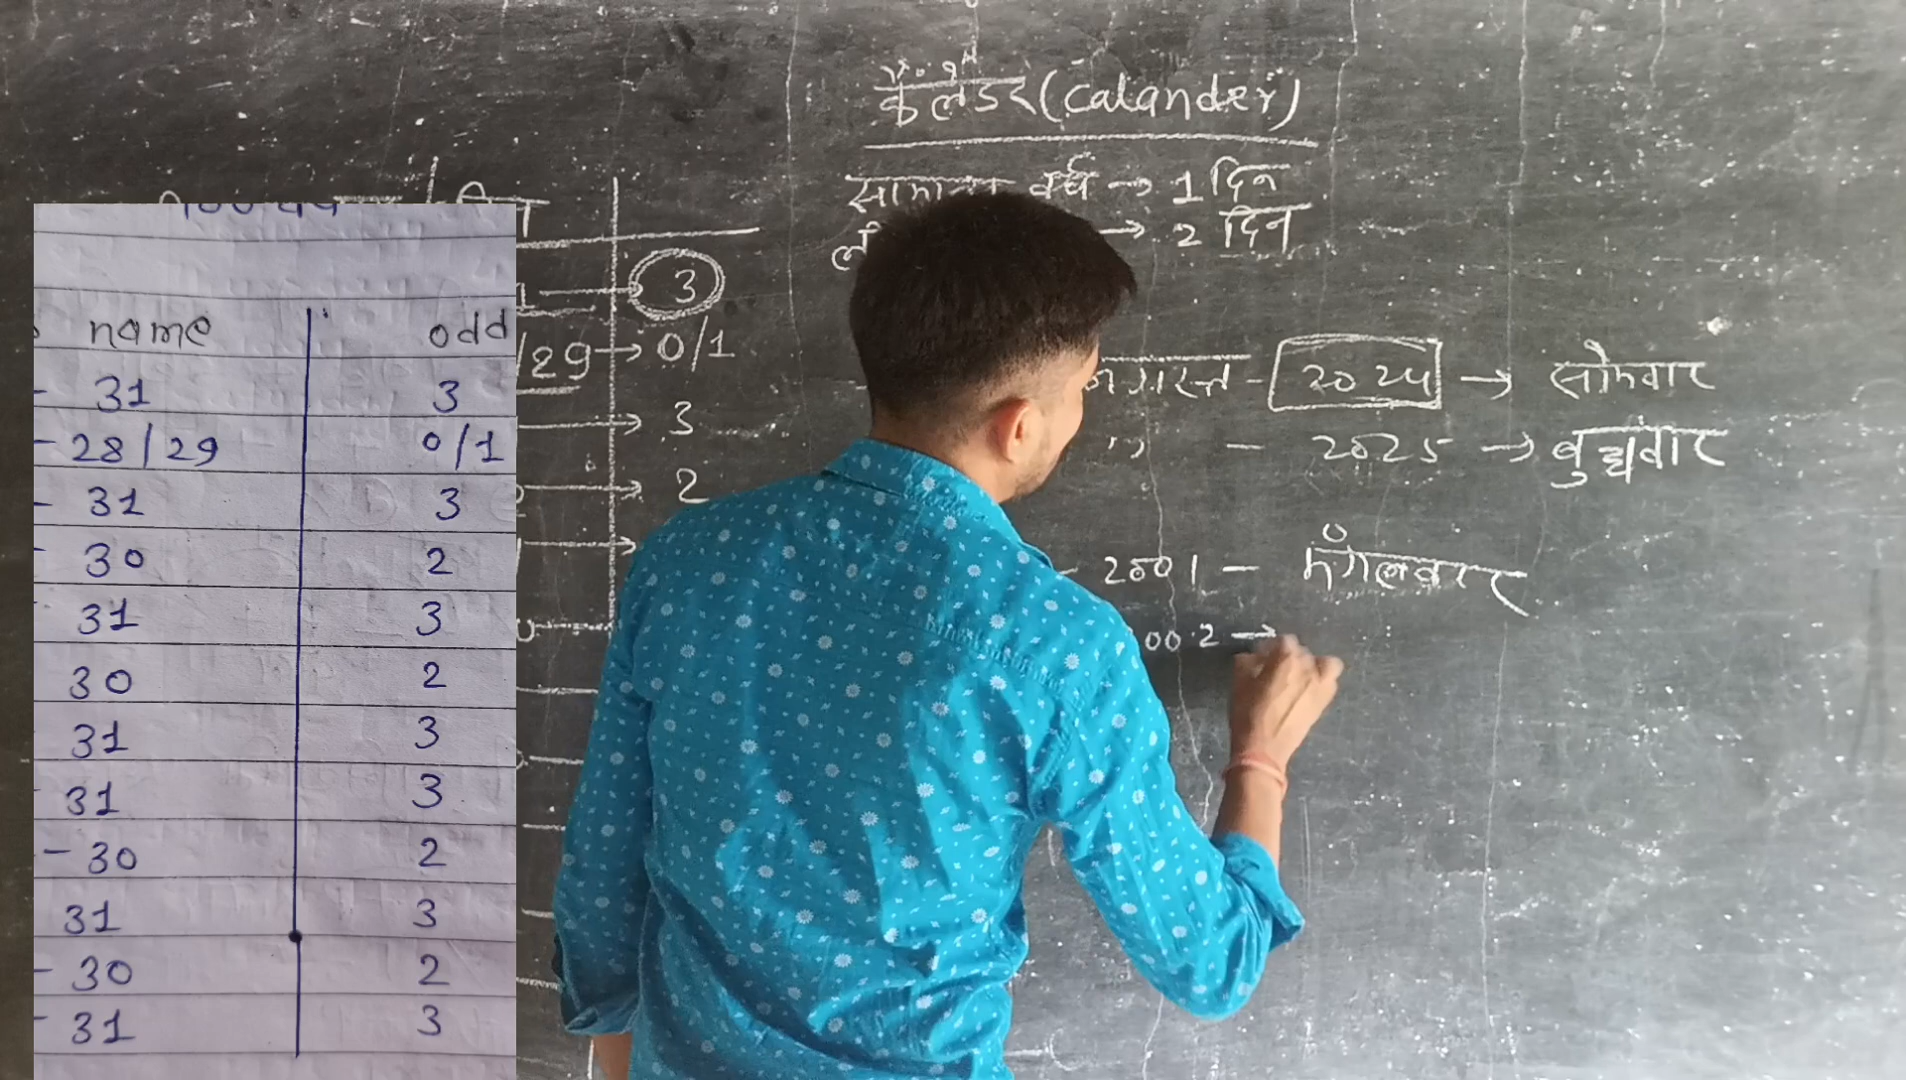 कैलेंडर (Calander)
सामान्य वर्ष → 1 दिन
→ 2 दिन
name odd
- 31 3
- 28/29 0/1
- 31 3
- 30 2
31 3
30 2
31 3
31 3
- 30 2
31 3
- 30 2
- 31 3
1 → 3
/29 → 0/1
→ 3
→ 2
→
अगस्त - 2024 → सोमवार
,, - 2025 → बुधवार
- 2001 - मंगलवार
002 →